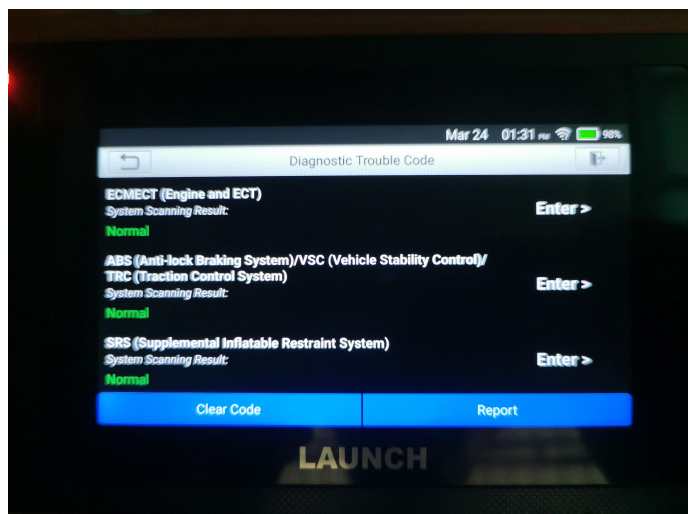 Mar 24 01:31 PM 98%
Diagnostic Trouble Code
ECMECT (Engine and ECT)
System Scanning Result:
Enter >
Normal
ABS (Anti-lock Braking System)/VSC (Vehicle Stability Control)/
TRC (Traction Control System)
System Scanning Result:
Enter >
Normal
SRS (Supplemental Inflatable Restraint System)
System Scanning Result:
Enter >
Normal
Clear Code
Report
LAUNCH